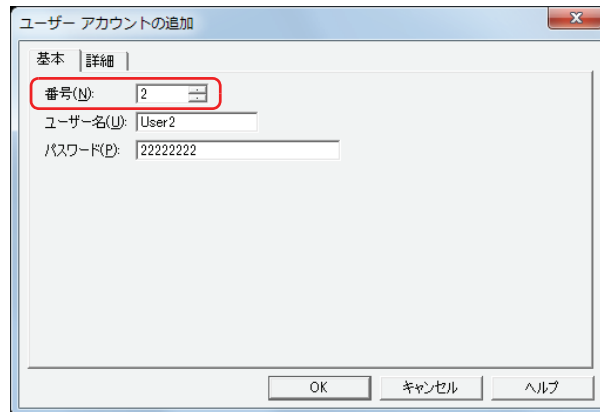 ユーザー アカウントの追加
基本 詳細
番号(N): 2
ユーザー名(U): User2
パスワード(P): 22222222
OK キャンセル ヘルプ